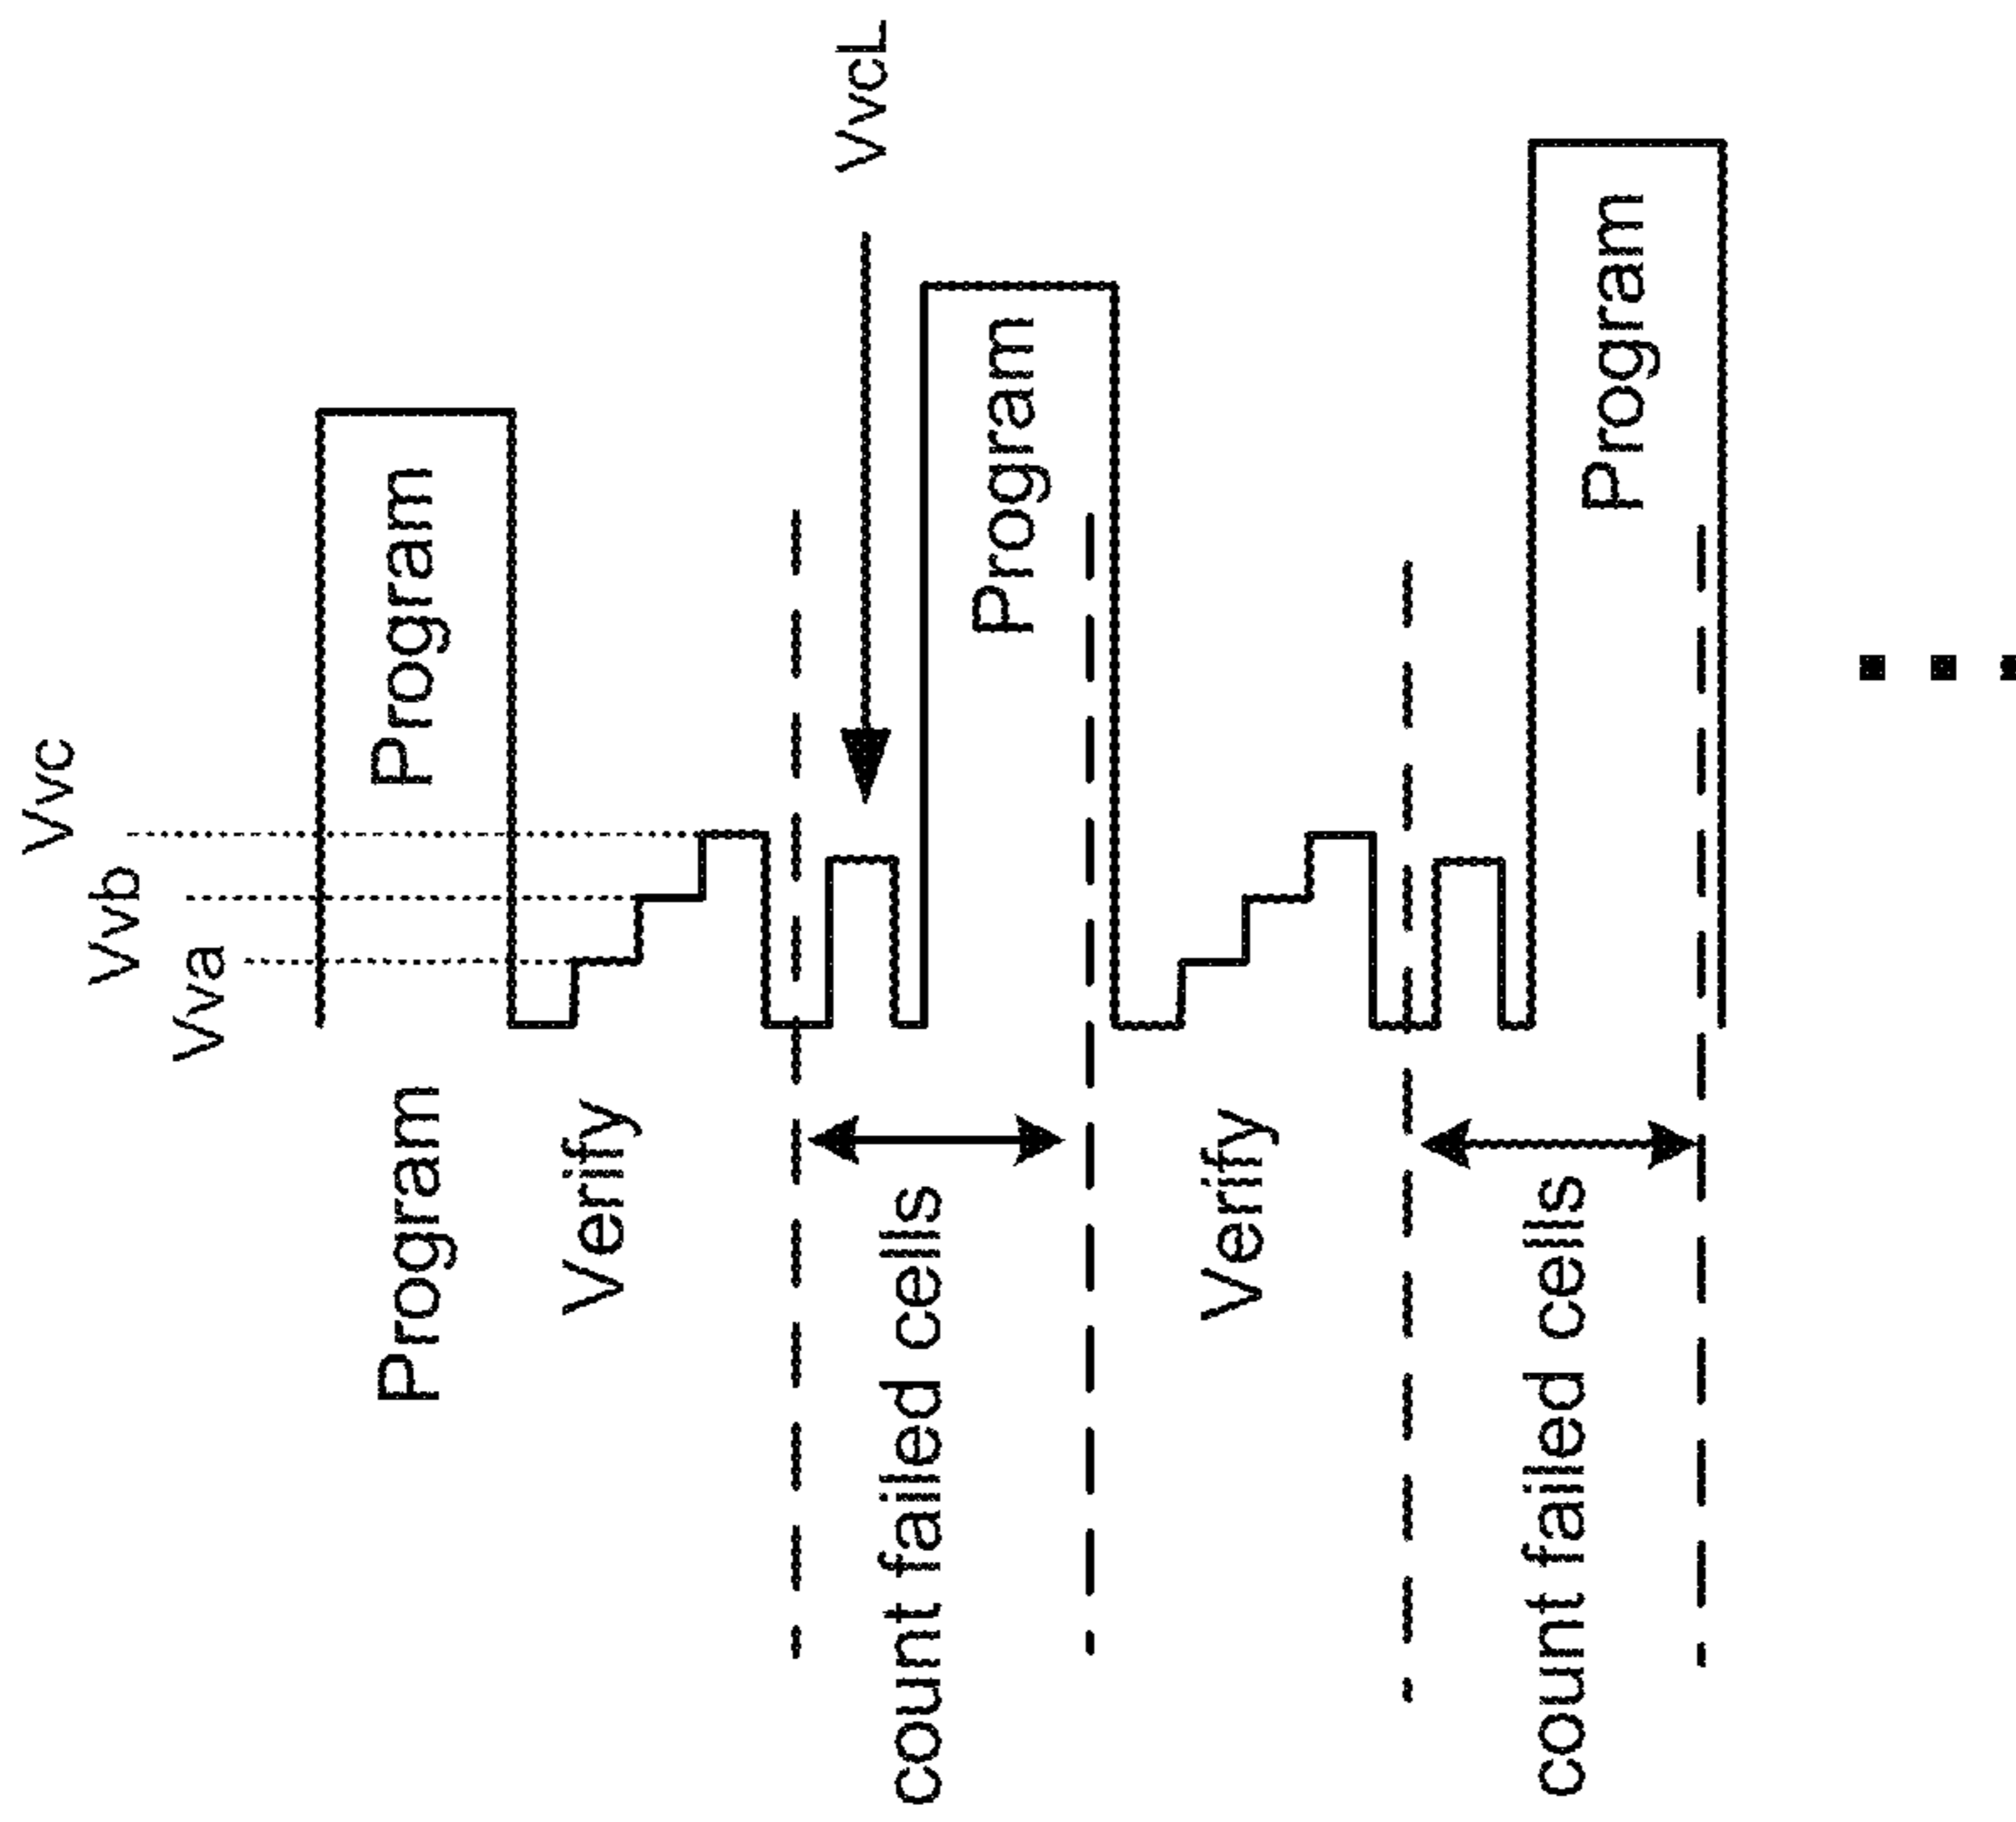 Vvc
Vvb
Vva
VvcL
Program
Program
Program
Program
Verify
count failed cells
Verify
count failed cells